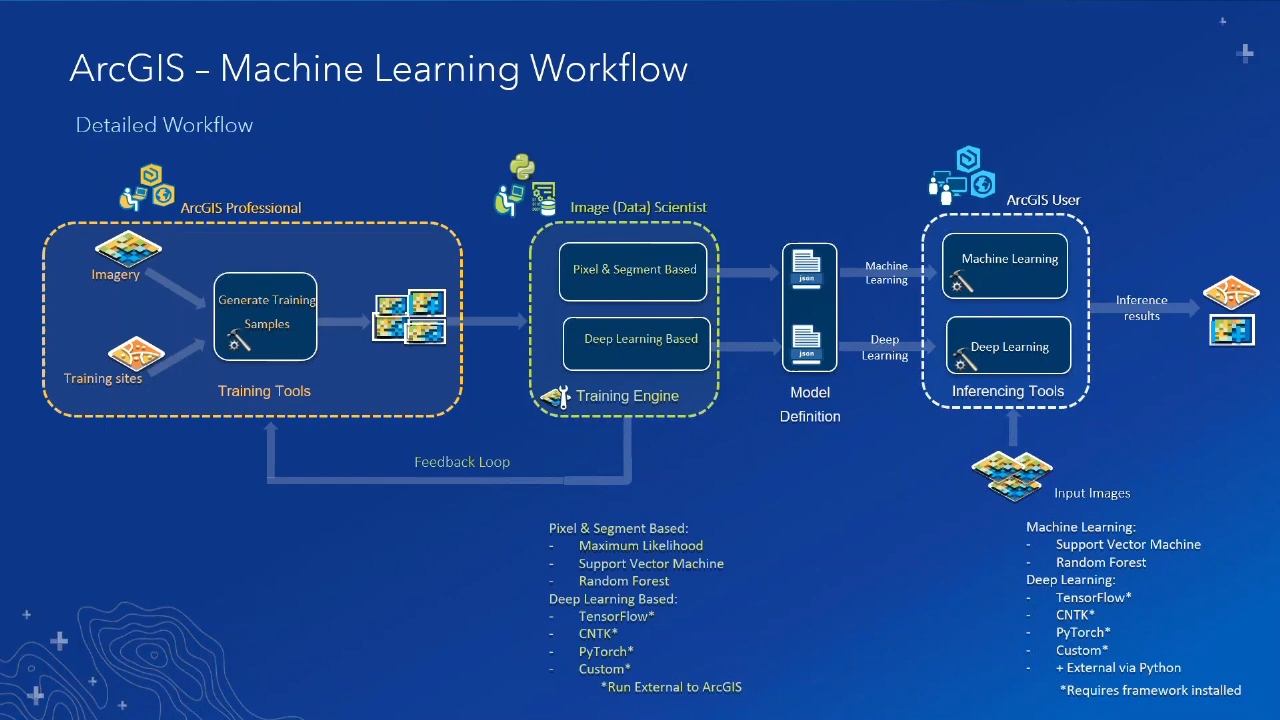 ArcGIS – Machine Learning Workflow
Detailed Workflow
ArcGIS Professional
Imagery
Generate Training
Samples
Training sites
Training Tools
Image (Data) Scientist
Pixel & Segment Based
Deep Learning Based
Training Engine
Feedback Loop
json
json
Model
Definition
Machine
Learning
Deep
Learning
ArcGIS User
Machine Learning
Deep Learning
Inferencing Tools
Inference
results
Input Images
Pixel & Segment Based:
- Maximum Likelihood
- Support Vector Machine
- Random Forest
Deep Learning Based:
- TensorFlow*
- CNTK*
- PyTorch*
- Custom*
*Run External to ArcGIS
Machine Learning:
- Support Vector Machine
- Random Forest
Deep Learning:
- TensorFlow*
- CNTK*
- PyTorch*
- Custom*
- + External via Python
*Requires framework installed